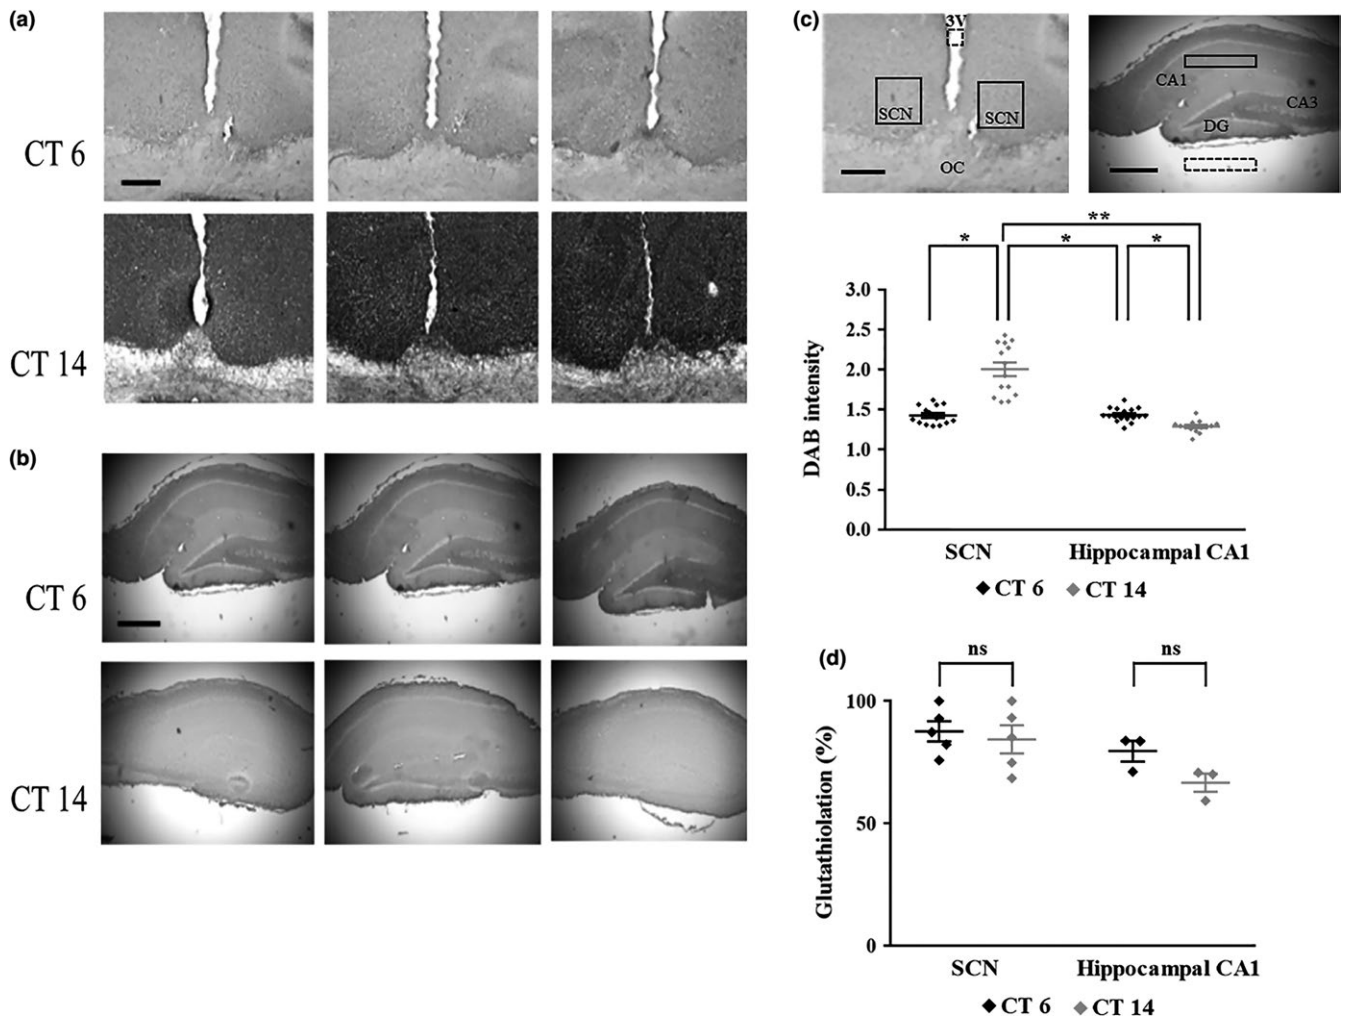 (a)
CT 6
CT 14
(b)
CT 6
CT 14
(c)
3V
SCN
SCN
OC
CA1
CA3
DG
**
*
*
*
3.0
2.5
2.0
1.5
1.0
0.5
0.0
DAB intensity
SCN
Hippocampal CA1
CT 6
CT 14
(d)
ns
ns
100
50
0
Glutathiolation (%)
SCN
Hippocampal CA1
CT 6
CT 14